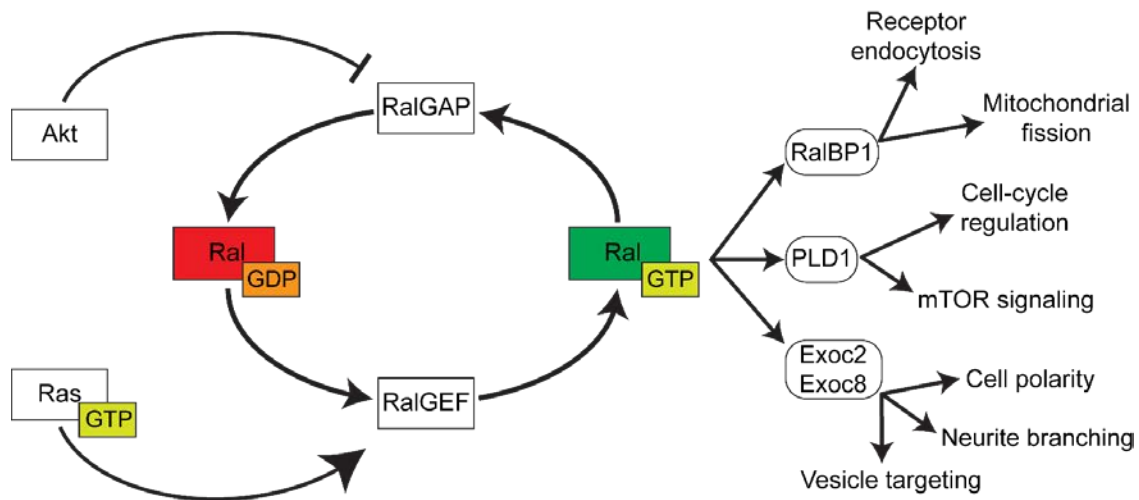 Akt
RalGAP
Ral
GDP
Ral
GTP
Ras
GTP
RalGEF
RalBP1
Receptor
endocytosis
Mitochondrial
fission
PLD1
Cell-cycle
regulation
mTOR signaling
Exoc2
Exoc8
Cell polarity
Neurite branching
Vesicle targeting